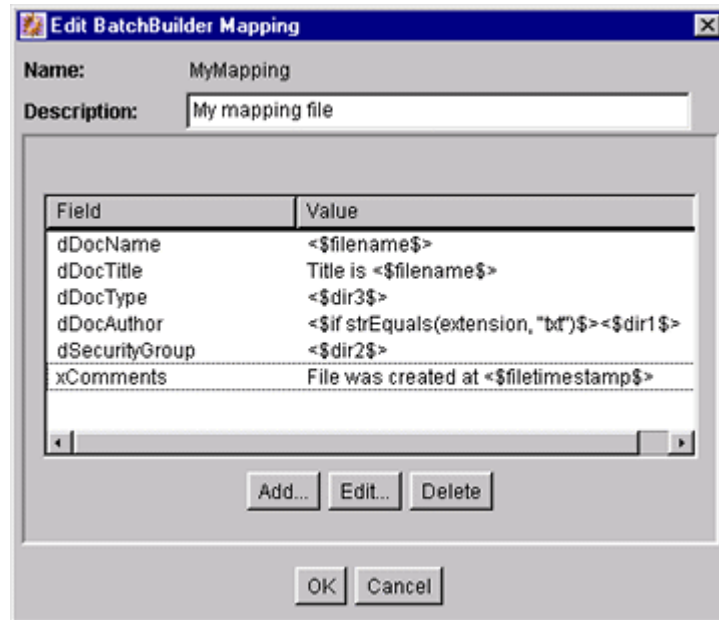 Edit BatchBuilder Mapping
Name: MyMapping
Description: My mapping file
Field Value
dDocName <$filename$>
dDocTitle Title is <$filename$>
dDocType <$dir3$>
dDocAuthor <$if strEquals(extension, "txt")$><$dir1$>
dSecurityGroup <$dir2$>
xComments File was created at <$filetimestamp$>
Add... Edit... Delete
OK Cancel